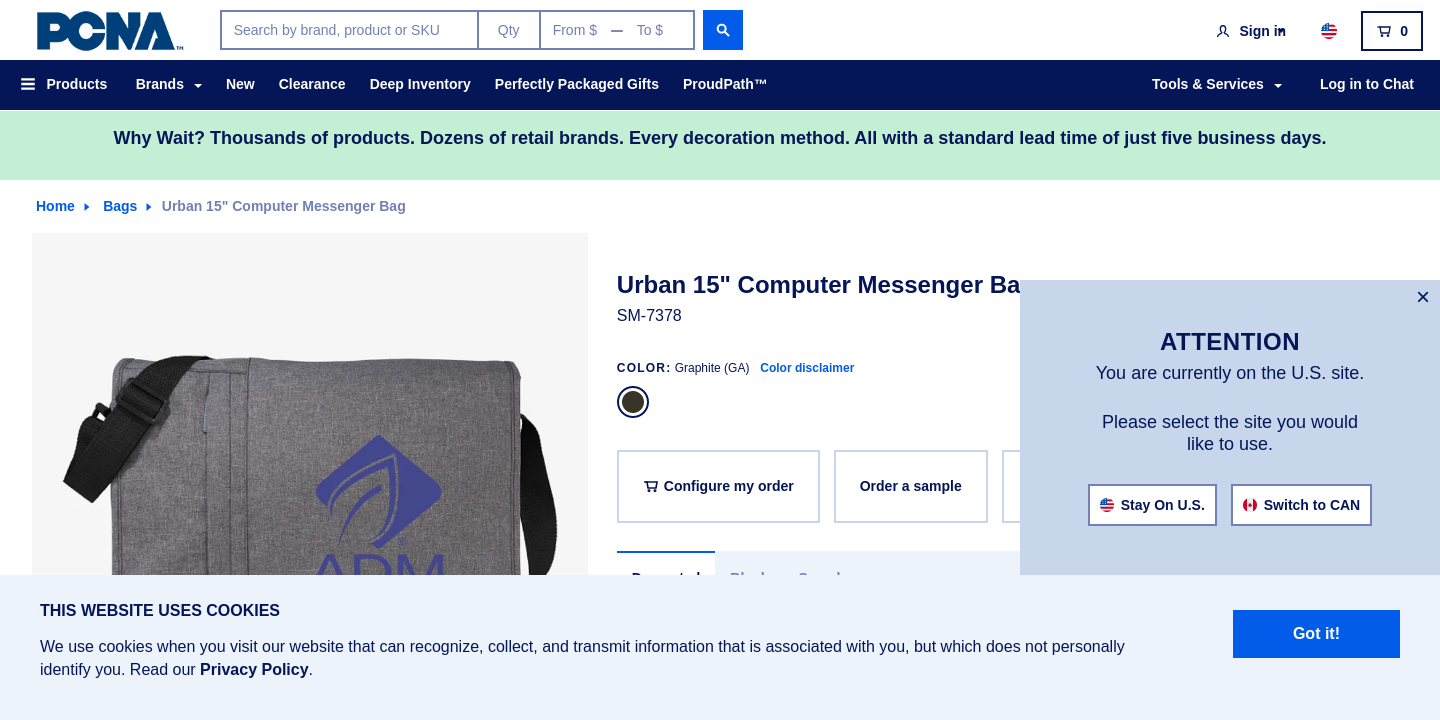 PCNA™
Search by brand, product or SKU
Qty
From $ — To $
Sign in
0
Products
Brands
New
Clearance
Deep Inventory
Perfectly Packaged Gifts
ProudPath™
Tools & Services
Log in to Chat
Why Wait? Thousands of products. Dozens of retail brands. Every decoration method. All with a standard lead time of just five business days.
Home
Bags
Urban 15" Computer Messenger Bag
Urban 15" Computer Messenger Ba
SM-7378
COLOR: Graphite (GA) Color disclaimer
Configure my order
Order a sample
ADM
×
ATTENTION
You are currently on the U.S. site.
Please select the site you would
like to use.
Stay On U.S.
Switch to CAN
THIS WEBSITE USES COOKIES
We use cookies when you visit our website that can recognize, collect, and transmit information that is associated with you, but which does not personally
identify you. Read our Privacy Policy.
Got it!